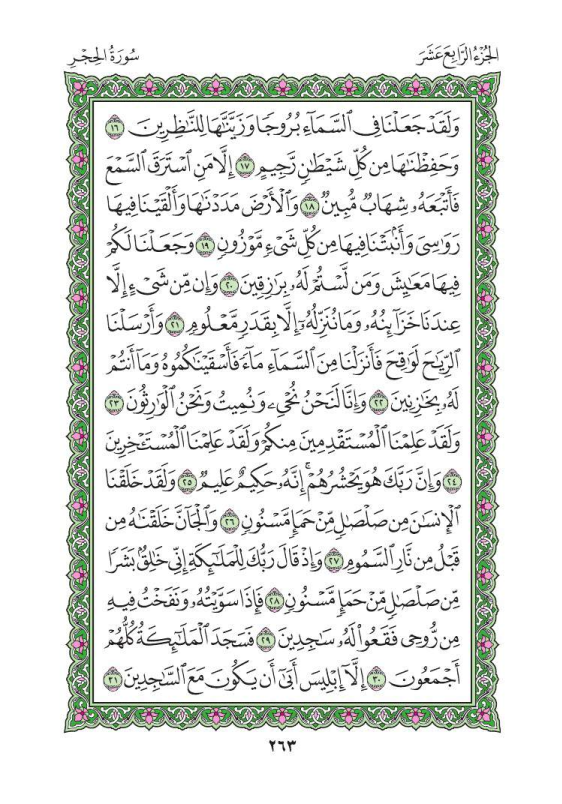 الجُزْءُ الرَّابِعَ عَشَرَ
سُورَةُ الحِجْرِ
وَلَقَدْ جَعَلْنَا فِي ٱلسَّمَآءِ بُرُوجًا وَزَيَّنَّٰهَا لِلنَّٰظِرِينَ ١٦
وَحَفِظْنَٰهَا مِن كُلِّ شَيْطَٰنٍ رَّجِيمٍ ١٧ إِلَّا مَنِ ٱسْتَرَقَ ٱلسَّمْعَ
فَأَتْبَعَهُۥ شِهَابٌ مُّبِينٌ ١٨ وَٱلْأَرْضَ مَدَدْنَٰهَا وَأَلْقَيْنَا فِيهَا
رَوَٰسِيَ وَأَنۢبَتْنَا فِيهَا مِن كُلِّ شَيْءٍ مَّوْزُونٍ ١٩ وَجَعَلْنَا لَكُمْ
فِيهَا مَعَٰيِشَ وَمَن لَّسْتُمْ لَهُۥ بِرَٰزِقِينَ ٢٠ وَإِن مِّن شَيْءٍ إِلَّا
عِندَنَا خَزَآئِنُهُۥ وَمَا نُنَزِّلُهُۥٓ إِلَّا بِقَدَرٍ مَّعْلُومٍ ٢١ وَأَرْسَلْنَا
ٱلرِّيَٰحَ لَوَٰقِحَ فَأَنزَلْنَا مِنَ ٱلسَّمَآءِ مَآءً فَأَسْقَيْنَٰكُمُوهُ وَمَآ أَنتُمْ
لَهُۥ بِخَٰزِنِينَ ٢٢ وَإِنَّا لَنَحْنُ نُحْيِۦ وَنُمِيتُ وَنَحْنُ ٱلْوَٰرِثُونَ ٢٣
وَلَقَدْ عَلِمْنَا ٱلْمُسْتَقْدِمِينَ مِنكُمْ وَلَقَدْ عَلِمْنَا ٱلْمُسْتَـْٔخِرِينَ
٢٤ وَإِنَّ رَبَّكَ هُوَ يَحْشُرُهُمْ ۚ إِنَّهُۥ حَكِيمٌ عَلِيمٌ ٢٥ وَلَقَدْ خَلَقْنَا
ٱلْإِنسَٰنَ مِن صَلْصَٰلٍ مِّنْ حَمَإٍ مَّسْنُونٍ ٢٦ وَٱلْجَآنَّ خَلَقْنَٰهُ مِن
قَبْلُ مِن نَّارِ ٱلسَّمُومِ ٢٧ وَإِذْ قَالَ رَبُّكَ لِلْمَلَٰٓئِكَةِ إِنِّي خَٰلِقٌۢ بَشَرًا
مِّن صَلْصَٰلٍ مِّنْ حَمَإٍ مَّسْنُونٍ ٢٨ فَإِذَا سَوَّيْتُهُۥ وَنَفَخْتُ فِيهِ
مِن رُّوحِي فَقَعُوا۟ لَهُۥ سَٰجِدِينَ ٢٩ فَسَجَدَ ٱلْمَلَٰٓئِكَةُ كُلُّهُمْ
أَجْمَعُونَ ٣٠ إِلَّآ إِبْلِيسَ أَبَىٰٓ أَن يَكُونَ مَعَ ٱلسَّٰجِدِينَ ٣١
٢٦٣